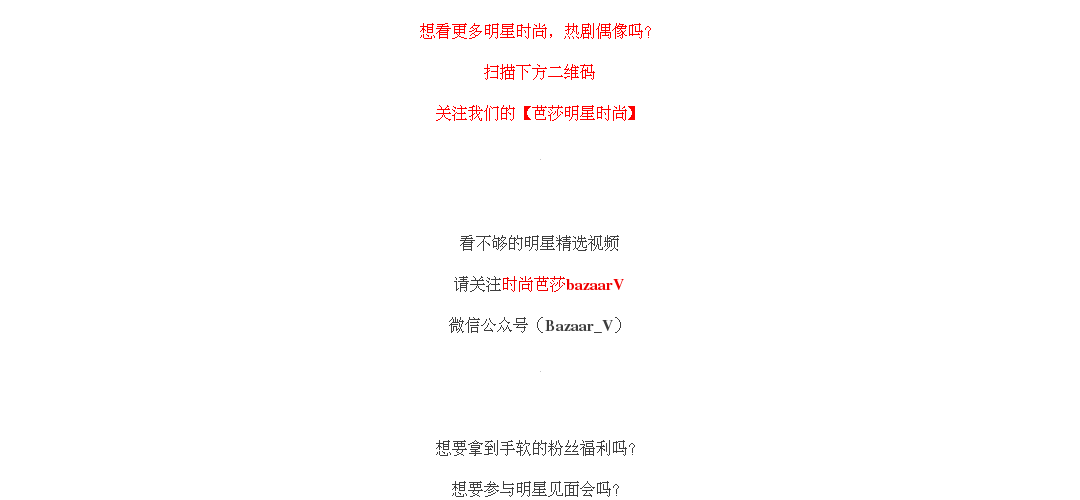 想看更多明星时尚，热剧偶像吗?
扫描下方二维码
关注我们的【芭莎明星时尚】
看不够的明星精选视频
请关注时尚芭莎bazaarV
微信公众号（Bazaar_V）
想要拿到手软的粉丝福利吗?
想要参与明星见面会吗?